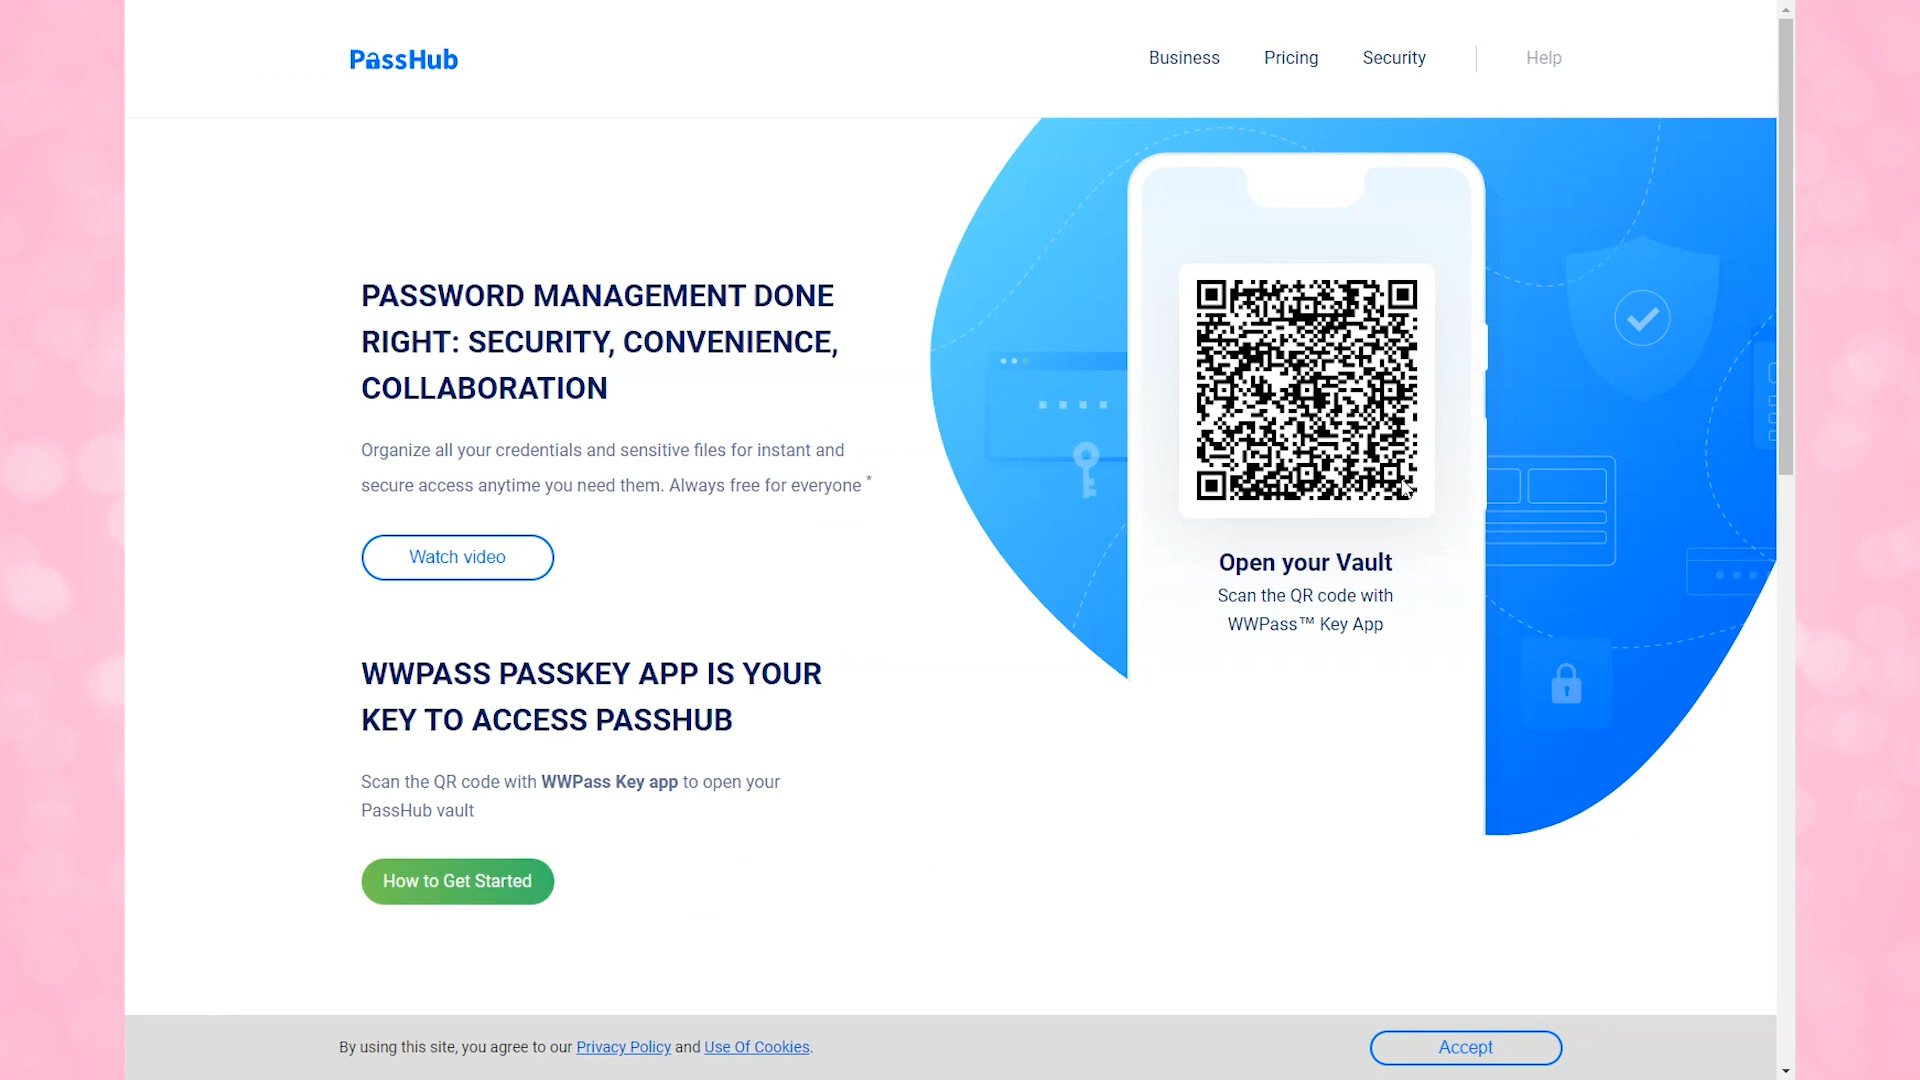 PassHub
Business Pricing Security Help
PASSWORD MANAGEMENT DONE
RIGHT: SECURITY, CONVENIENCE,
COLLABORATION
Organize all your credentials and sensitive files for instant and
secure access anytime you need them. Always free for everyone *
Watch video
Open your Vault
Scan the QR code with
WWPass™ Key App
WWPASS PASSKEY APP IS YOUR
KEY TO ACCESS PASSHUB
Scan the QR code with WWPass Key app to open your
PassHub vault
How to Get Started
By using this site, you agree to our Privacy Policy and Use Of Cookies.
Accept